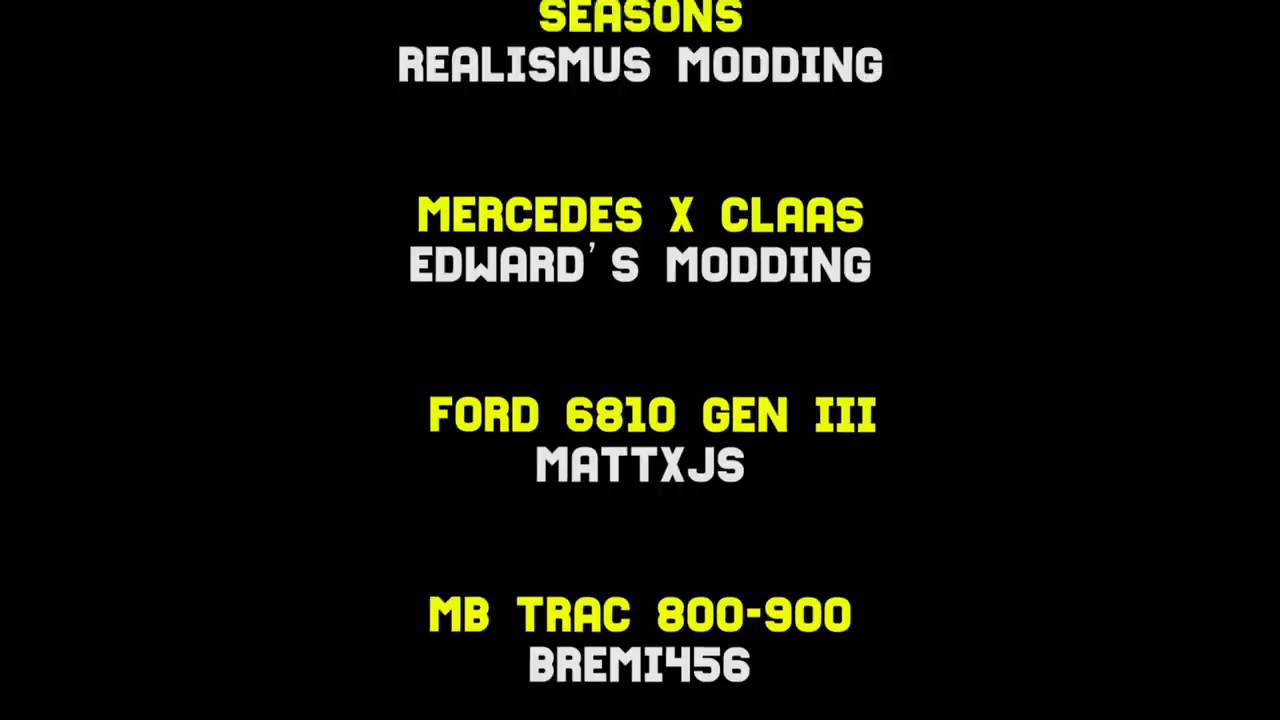 SEASONS
REALISMUS MODDING
MERCEDES X CLAAS
EDWARD'S MODDING
FORD 6810 GEN III
MATTXJS
MB TRAC 800-900
BREMI456